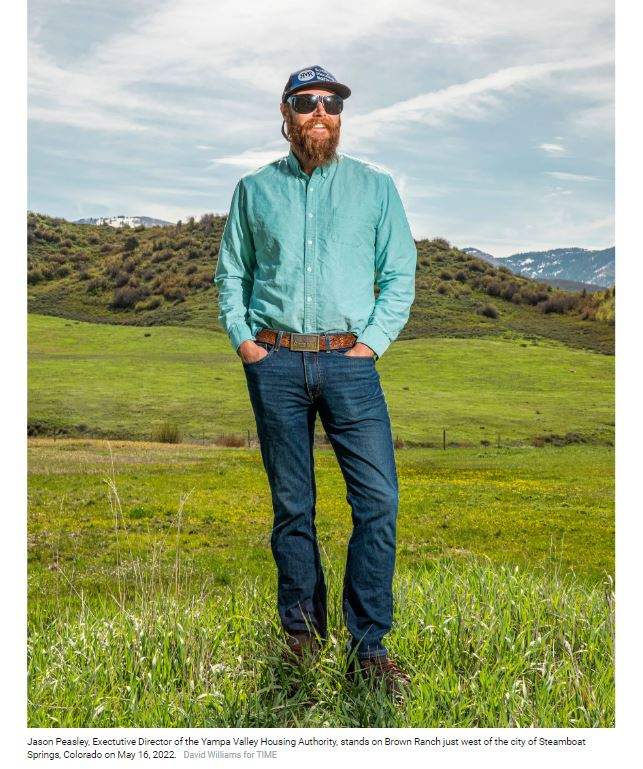 Jason Peasley, Exectutive Director of the Yampa Valley Housing Authority, stands on Brown Ranch just west of the city of Steamboat
Springs, Colorado on May 16, 2022. David Williams for TIME